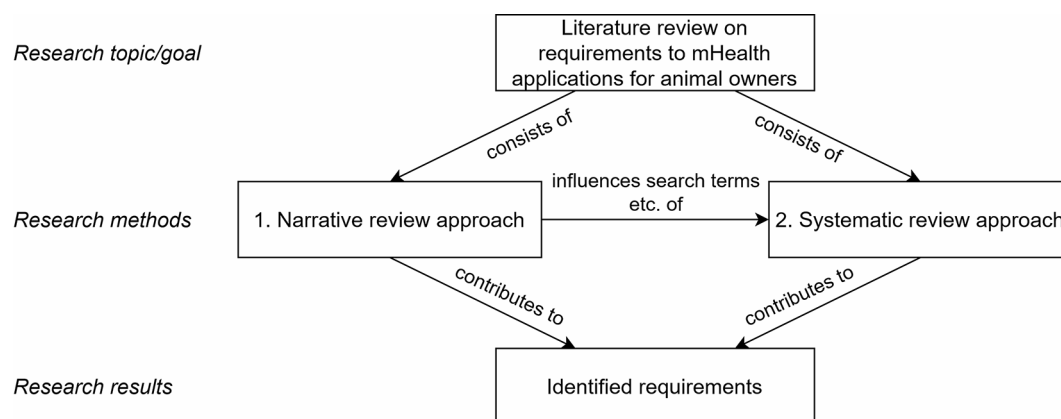 Research topic/goal
Literature review on
requirements to mHealth
applications for animal owners
consists of
consists of
Research methods
1. Narrative review approach
influences search terms
etc. of
2. Systematic review approach
contributes to
contributes to
Research results
Identified requirements